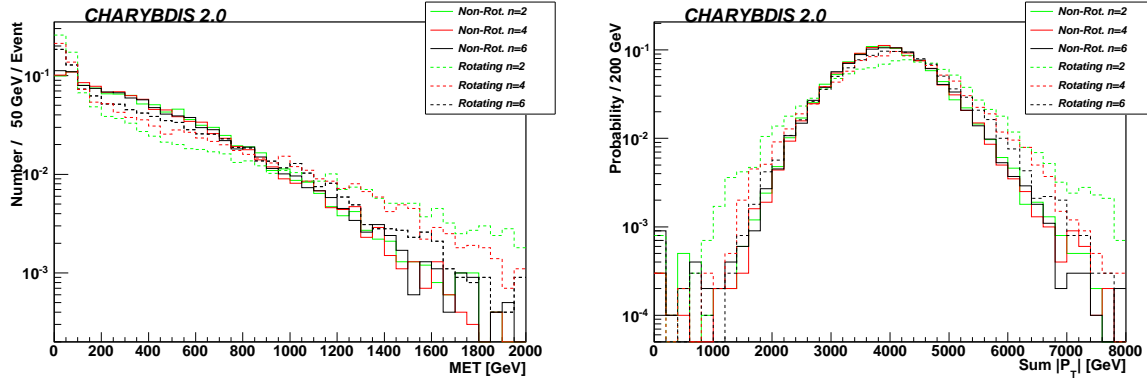 CHARYBDIS 2.0
Number / 50 GeV / Event
10⁻¹
10⁻²
10⁻³
Non-Rot. n=2
Non-Rot. n=4
Non-Rot. n=6
Rotating n=2
Rotating n=4
Rotating n=6
0 200 400 600 800 1000 1200 1400 1600 1800 2000
MET [GeV]
CHARYBDIS 2.0
Probability / 200 GeV
10⁻¹
10⁻²
10⁻³
10⁻⁴
Non-Rot. n=2
Non-Rot. n=4
Non-Rot. n=6
Rotating n=2
Rotating n=4
Rotating n=6
0 1000 2000 3000 4000 5000 6000 7000 8000
Sum |P_T| [GeV]